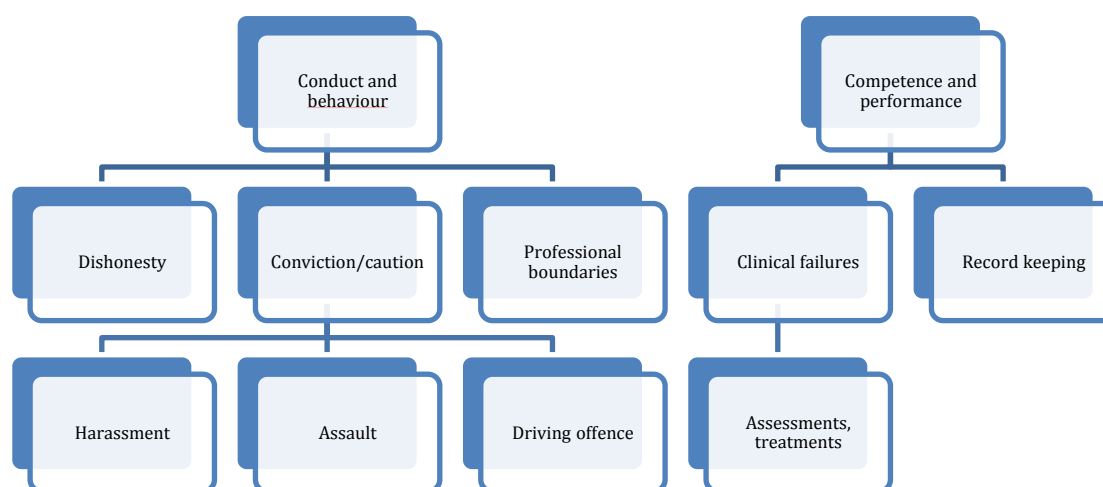 Conduct and
behaviour
Competence and
performance
Dishonesty
Conviction/caution
Professional
boundaries
Clinical failures
Record keeping
Harassment
Assault
Driving offence
Assessments,
treatments